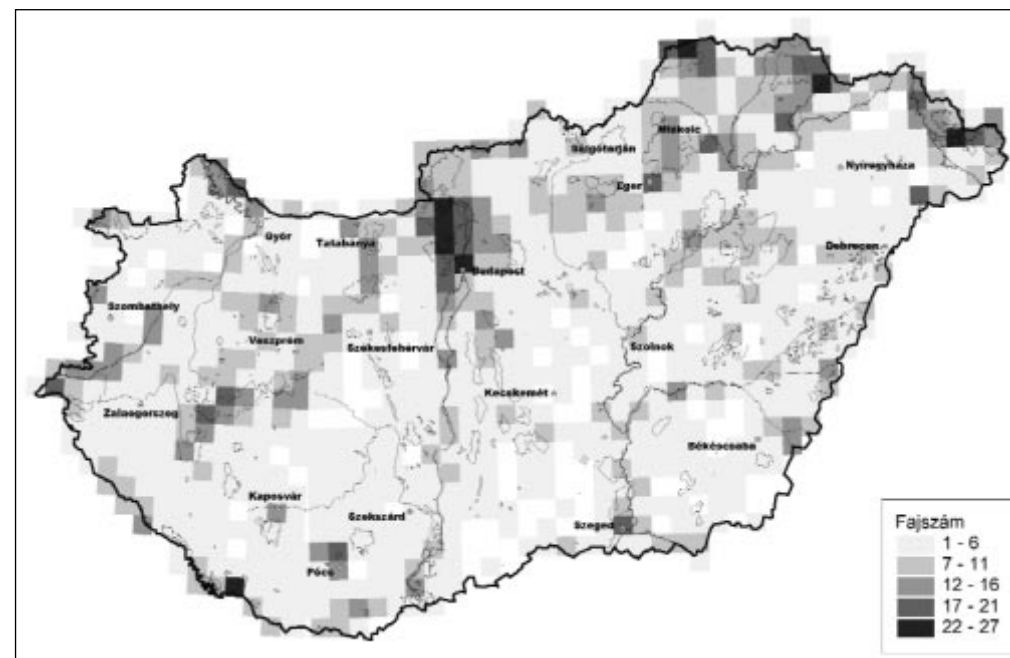 Miskolc
Salgótarján
Nyíregyháza
Eger
Győr
Tatabánya
Debrecen
Budapest
Szombathely
Veszprém
Székesfehérvár
Szolnok
Kecskemét
Zalaegerszeg
Békéscsaba
Kaposvár
Szekszárd
Szeged
Pécs
Fajszám
1 - 6
7 - 11
12 - 16
17 - 21
22 - 27